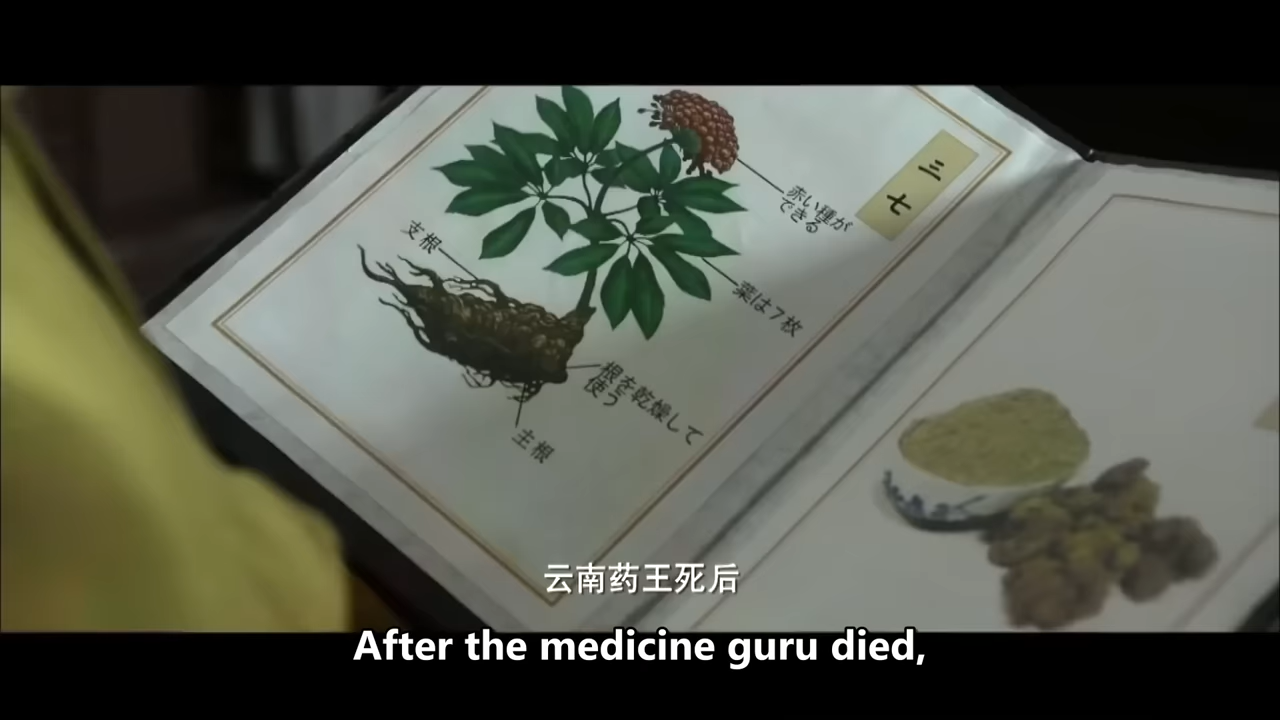 三七
赤い種が
できる
葉は7枚
支根
根を乾燥して
使う
主根
云南药王死后
After the medicine guru died,